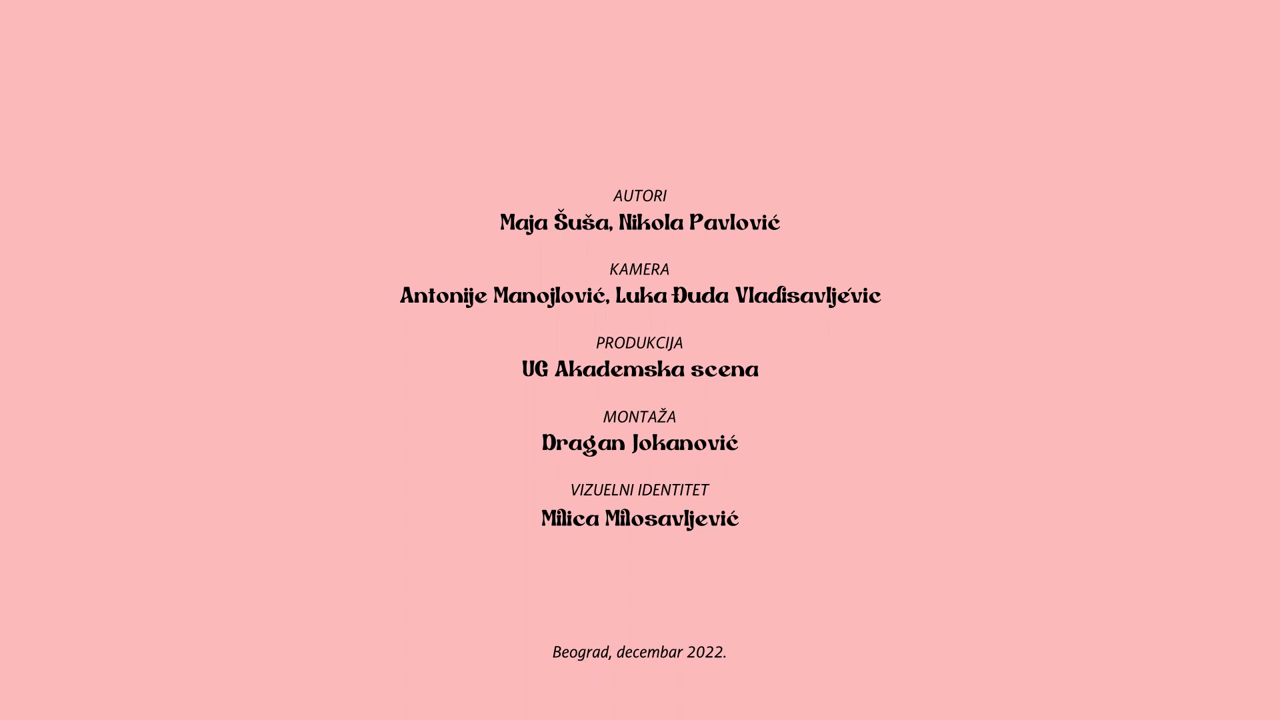 AUTORI
Maja Šuša, Nikola Pavlović
KAMERA
Antonije Manojlović, Luka Đuda Vladisavljévic
PRODUKCIJA
UG Akademska scena
MONTAŽA
Dragan Jokanović
VIZUELNI IDENTITET
Milica Milosavljević
Beograd, decembar 2022.